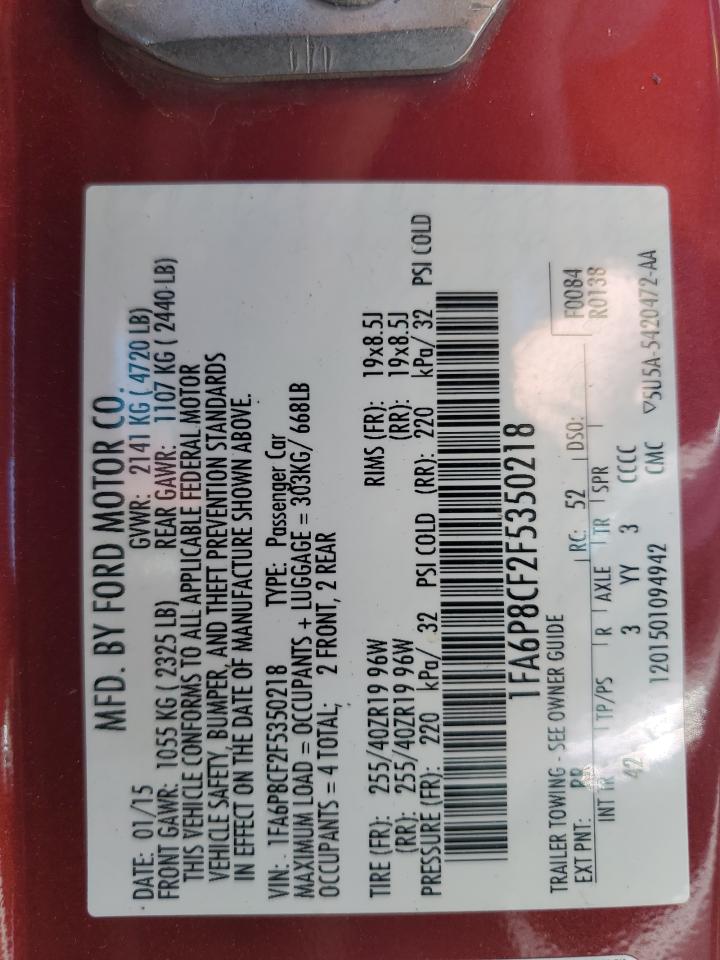 MFD. BY FORD MOTOR CO.
DATE: 01/15 GVWR: 2141 KG ( 4720 LB)
FRONT GAWR: 1055 KG ( 2325 LB) REAR GAWR: 1107 KG ( 2440 LB)
THIS VEHICLE CONFORMS TO ALL APPLICABLE FEDERAL MOTOR
VEHICLE SAFETY, BUMPER, AND THEFT PREVENTION STANDARDS
IN EFFECT ON THE DATE OF MANUFACTURE SHOWN ABOVE.
VIN: 1FA6P8CF2F5350218 TYPE: Passenger Car
MAXIMUM LOAD = OCCUPANTS + LUGGAGE = 303KG/ 668LB
OCCUPANTS = 4 TOTAL; 2 FRONT, 2 REAR
TIRE (FR): 255/40ZR19 96W RIMS (FR): 19x8.5J
(RR): 255/40ZR19 96W (RR): 19x8.5J
PRESSURE (FR): 220 kPa/ 32 PSI COLD (RR): 220 kPa/ 32 PSI COLD
1FA6P8CF2F5350218
TRAILER TOWING - SEE OWNER GUIDE
EXT PNT: RR RC: 52 DSO: F0084
INT TR TP/PS R AXLE TR SPR R0138
42 3 YY 3 CCCC
1201501094942 CMC ▽5U5A-5420472-AA